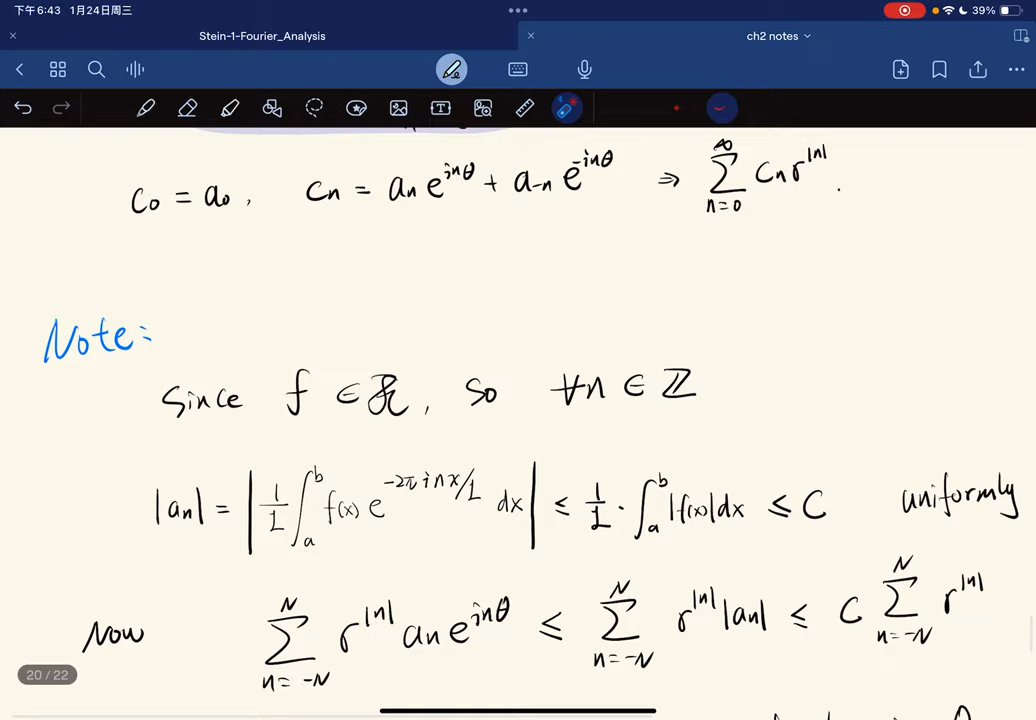 下午6:43 1月24日周三
39%
Stein-1-Fourier_Analysis
ch2 notes
C₀ = a₀, Cn = an e^{inθ} + a-n e^{-inθ} ⇒ ∑_{n=0}^{∞} Cn r^{|n|}.
Note:
Since f ∈ ℛ, so ∀n ∈ ℤ
|an| = |1/L ∫_a^b f(x) e^{-2πinx/L} dx| ≤ 1/L · ∫_a^b |f(x)|dx ≤ C uniformly
Now ∑_{n=-N}^{N} r^{|n|} an e^{inθ} ≤ ∑_{n=-N}^{N} r^{|n|} |an| ≤ C ∑_{n=-N}^{N} r^{|n|}
20 / 22